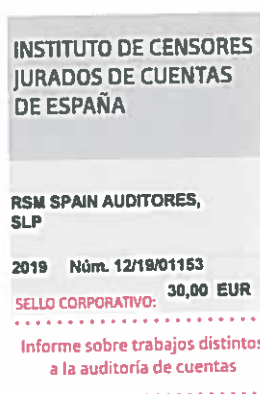 INSTITUTO DE CENSORES
JURADOS DE CUENTAS
DE ESPAÑA
RSM SPAIN AUDITORES,
SLP
2019 Núm. 12/19/01153
SELLO CORPORATIVO: 30,00 EUR
Informe sobre trabajos distintos
a la auditoría de cuentas